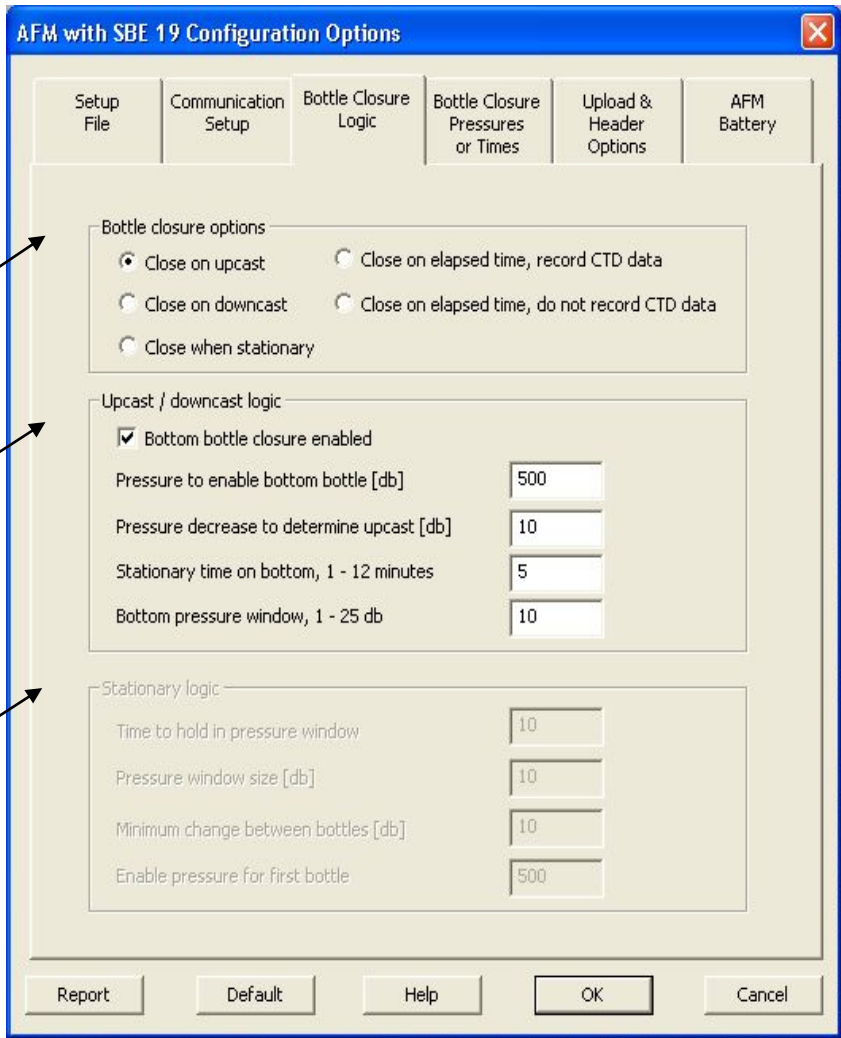 AFM with SBE 19 Configuration Options
Setup File
Communication Setup
Bottle Closure Logic
Bottle Closure Pressures or Times
Upload & Header Options
AFM Battery
Bottle closure options
Close on upcast
Close on elapsed time, record CTD data
Close on downcast
Close on elapsed time, do not record CTD data
Close when stationary
Upcast / downcast logic
Bottom bottle closure enabled
Pressure to enable bottom bottle [db] 500
Pressure decrease to determine upcast [db] 10
Stationary time on bottom, 1 - 12 minutes 5
Bottom pressure window, 1 - 25 db 10
Stationary logic
Time to hold in pressure window 10
Pressure window size [db] 10
Minimum change between bottles [db] 10
Enable pressure for first bottle 500
Report Default Help OK Cancel